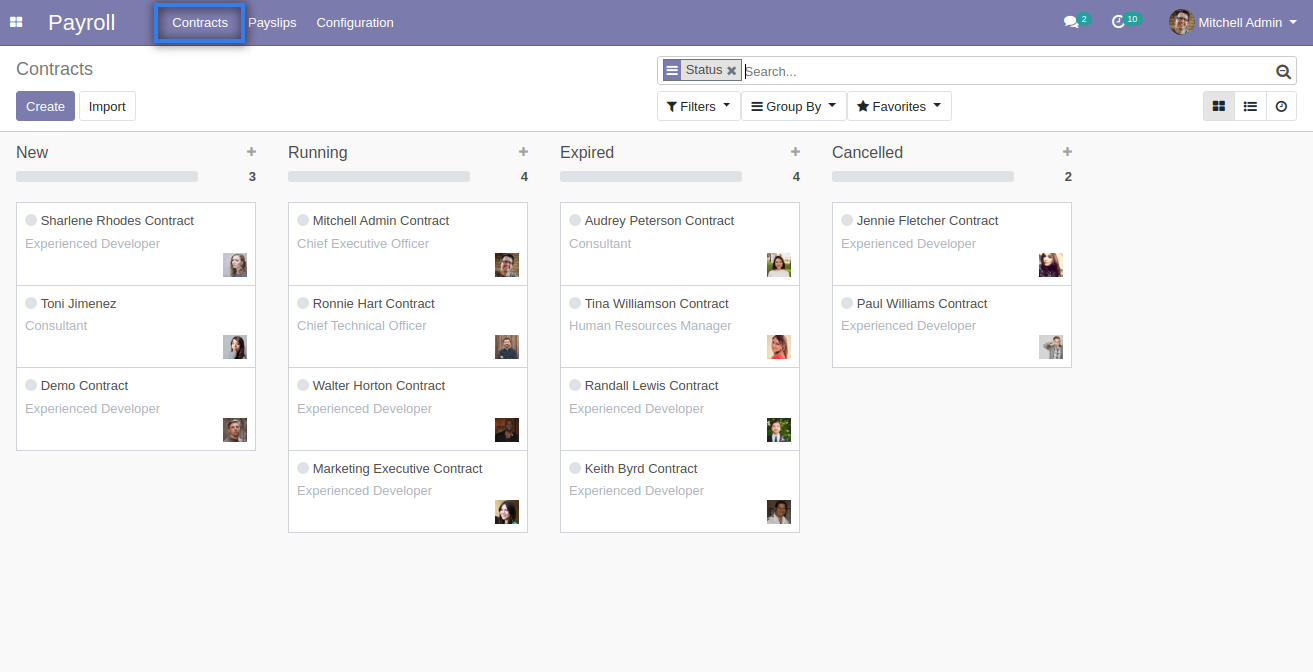 Payroll Contracts Payslips Configuration 2 10 Mitchell Admin
Contracts
Status Search...
Create Import
Filters Group By Favorites
New
3
Sharlene Rhodes Contract
Experienced Developer
Toni Jimenez
Consultant
Demo Contract
Experienced Developer
Running
4
Mitchell Admin Contract
Chief Executive Officer
Ronnie Hart Contract
Chief Technical Officer
Walter Horton Contract
Experienced Developer
Marketing Executive Contract
Experienced Developer
Expired
4
Audrey Peterson Contract
Consultant
Tina Williamson Contract
Human Resources Manager
Randall Lewis Contract
Experienced Developer
Keith Byrd Contract
Experienced Developer
Cancelled
2
Jennie Fletcher Contract
Experienced Developer
Paul Williams Contract
Experienced Developer